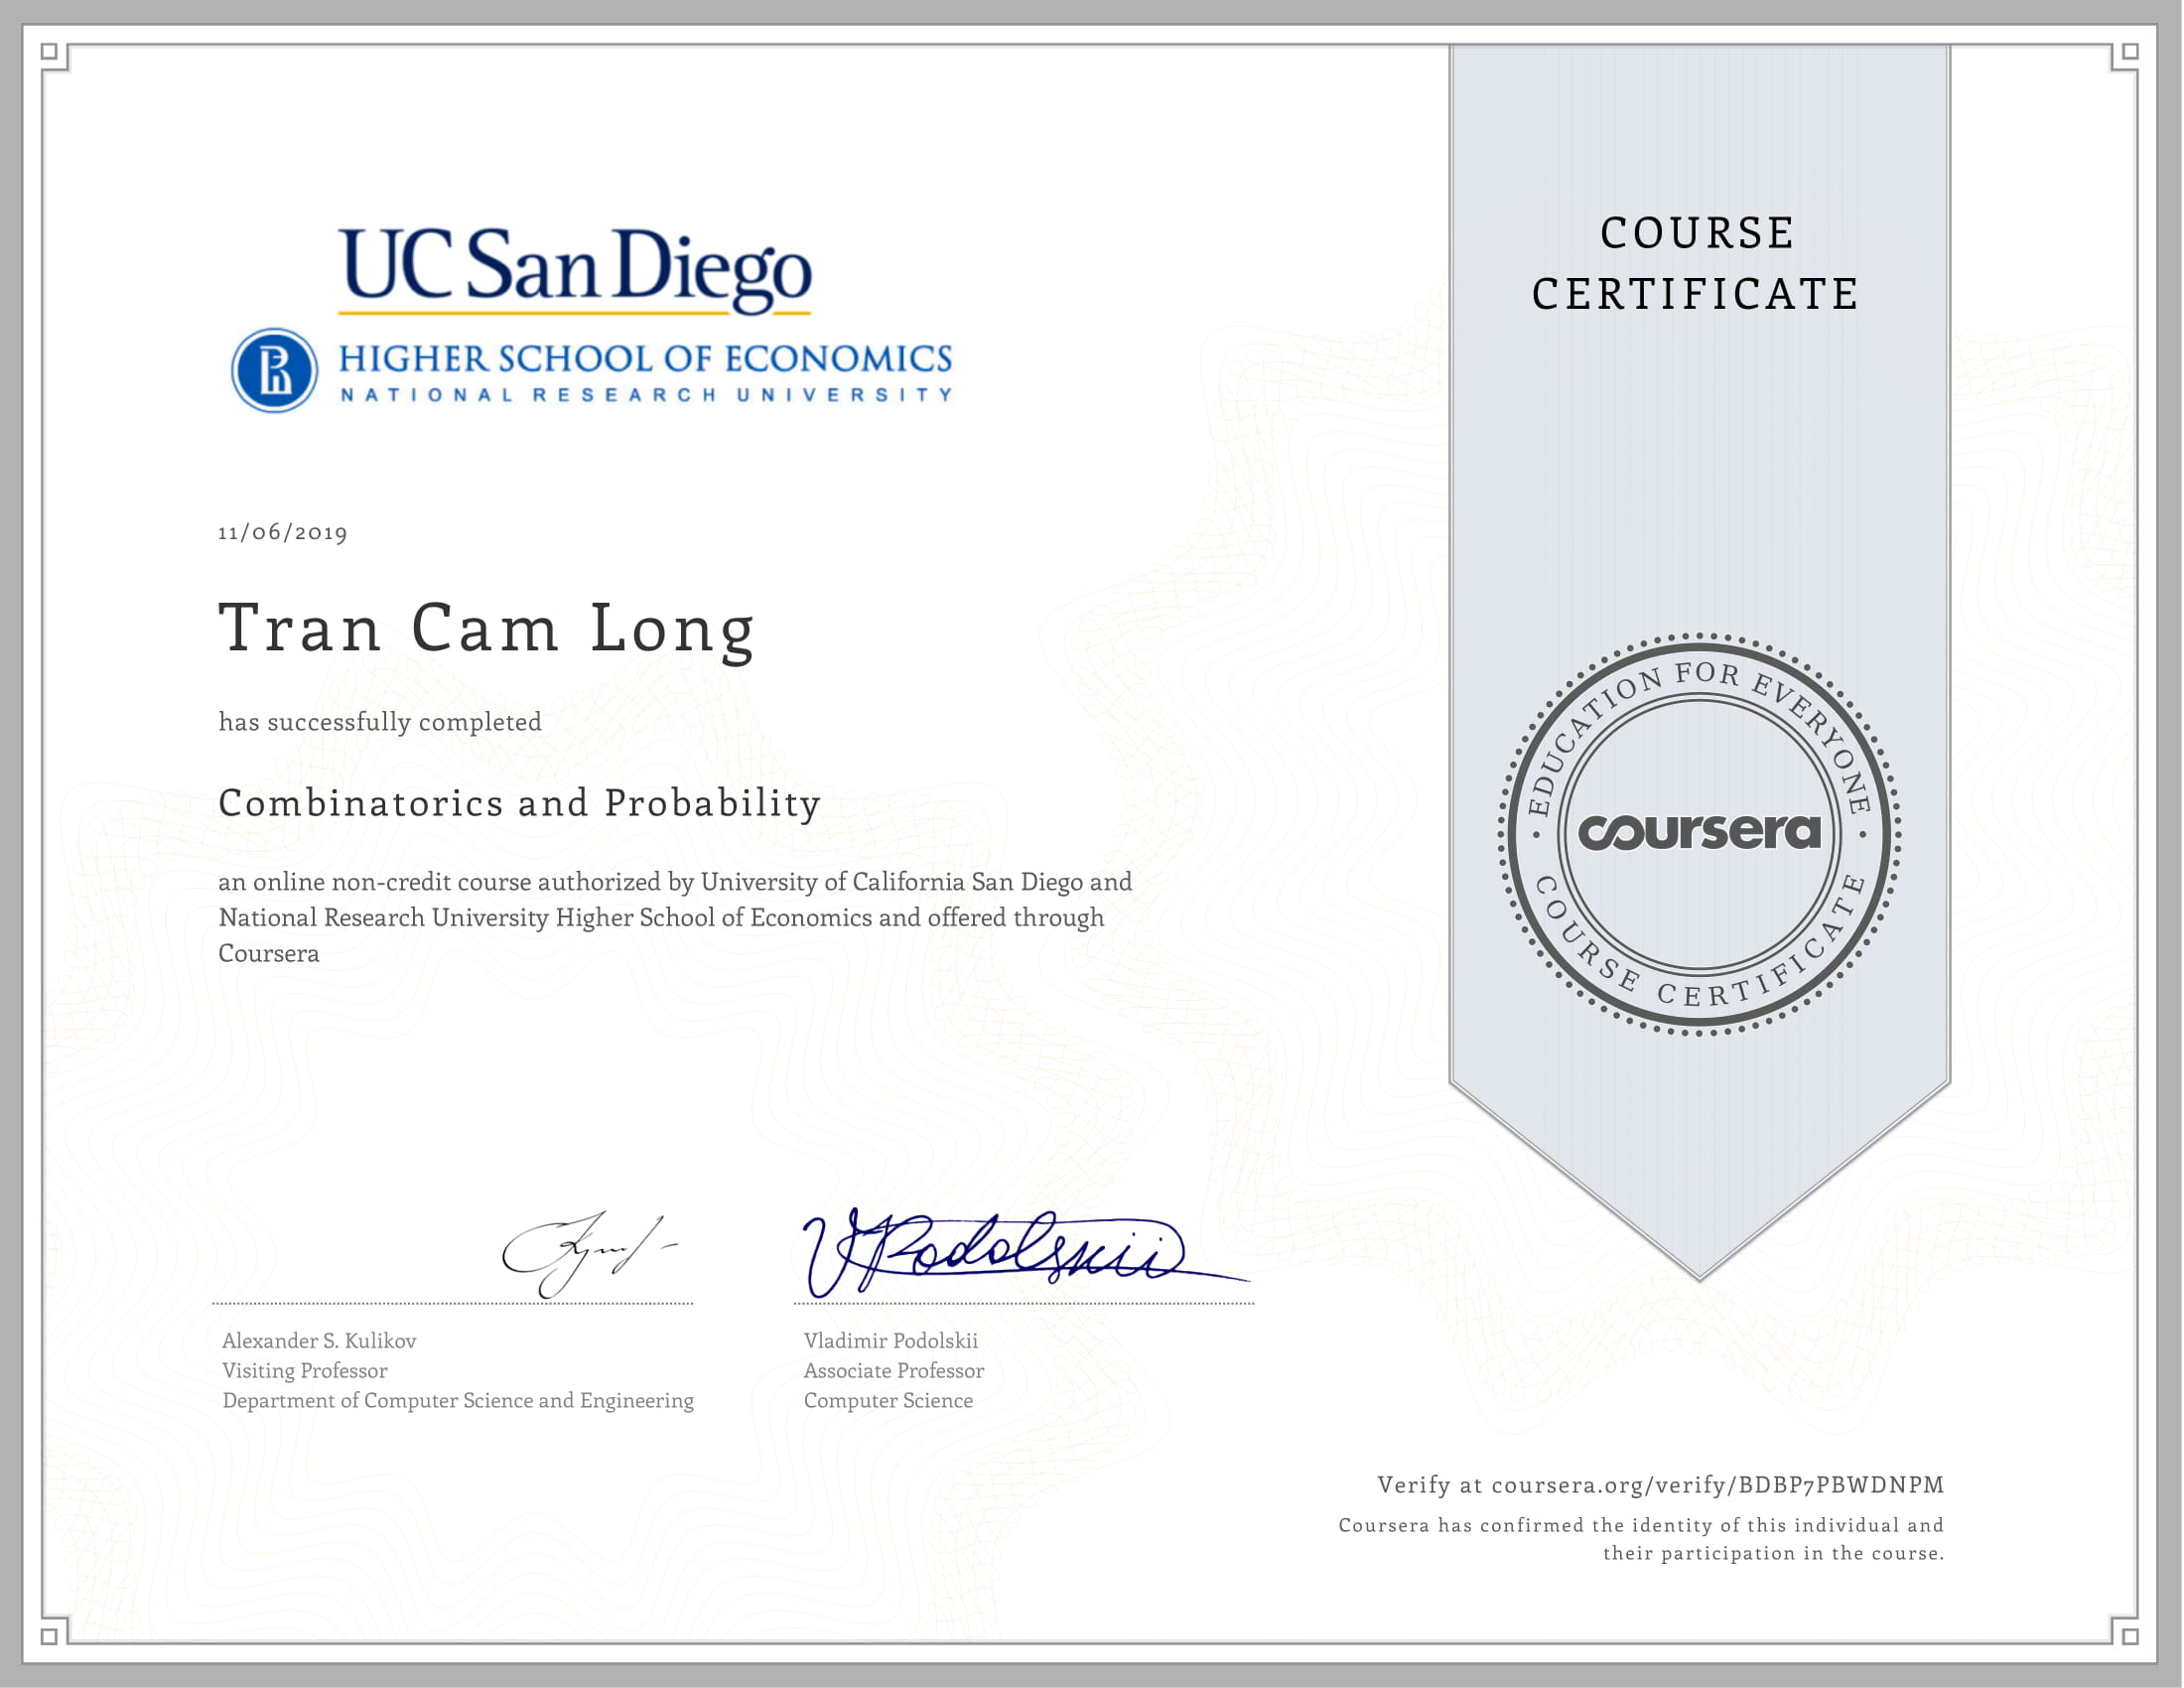 UC San Diego
HIGHER SCHOOL OF ECONOMICS
NATIONAL RESEARCH UNIVERSITY
COURSE
CERTIFICATE
11/06/2019
Tran Cam Long
has successfully completed
Combinatorics and Probability
an online non-credit course authorized by University of California San Diego and
National Research University Higher School of Economics and offered through
Coursera
EDUCATION FOR EVERYONE
coursera
COURSE CERTIFICATE
V Podolskii
Alexander S. Kulikov
Visiting Professor
Department of Computer Science and Engineering
Vladimir Podolskii
Associate Professor
Computer Science
Verify at coursera.org/verify/BDBP7PBWDNPM
Coursera has confirmed the identity of this individual and
their participation in the course.